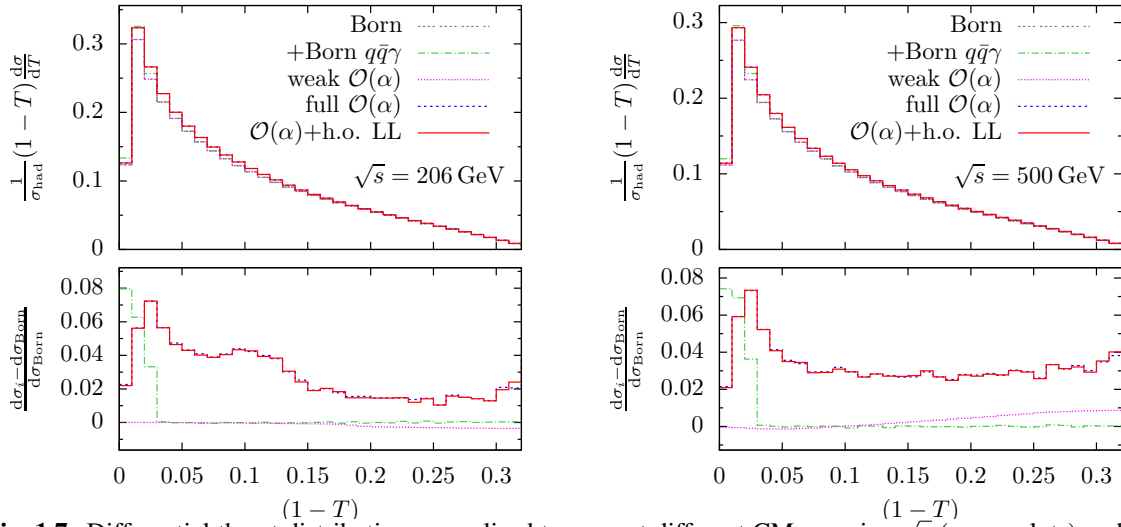 Born
+Born qq̄γ
weak O(α)
full O(α)
O(α)+h.o. LL
√s = 206 GeV
1/σ_had (1 − T) dσ/dT
0.3
0.2
0.1
0
dσ_i−dσ_Born / dσ_Born
0.08
0.06
0.04
0.02
0
0 0.05 0.1 0.15 0.2 0.25 0.3
(1 − T)
Born
+Born qq̄γ
weak O(α)
full O(α)
O(α)+h.o. LL
√s = 500 GeV
1/σ_had (1 − T) dσ/dT
0.3
0.2
0.1
0
dσ_i−dσ_Born / dσ_Born
0.08
0.06
0.04
0.02
0
0 0.05 0.1 0.15 0.2 0.25 0.3
(1 − T)